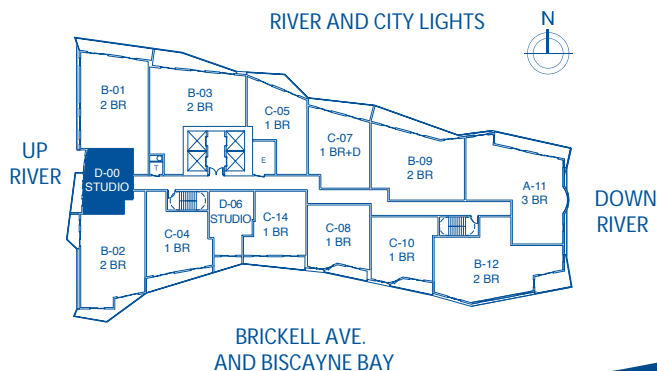 RIVER AND CITY LIGHTS
N
B-01
2 BR
B-03
2 BR
C-05
1 BR
C-07
1 BR+D
B-09
2 BR
A-11
3 BR
UP
RIVER
D-00
STUDIO
T
E
DOWN
RIVER
B-02
2 BR
C-04
1 BR
D-06
STUDIO
C-14
1 BR
C-08
1 BR
C-10
1 BR
B-12
2 BR
BRICKELL AVE.
AND BISCAYNE BAY